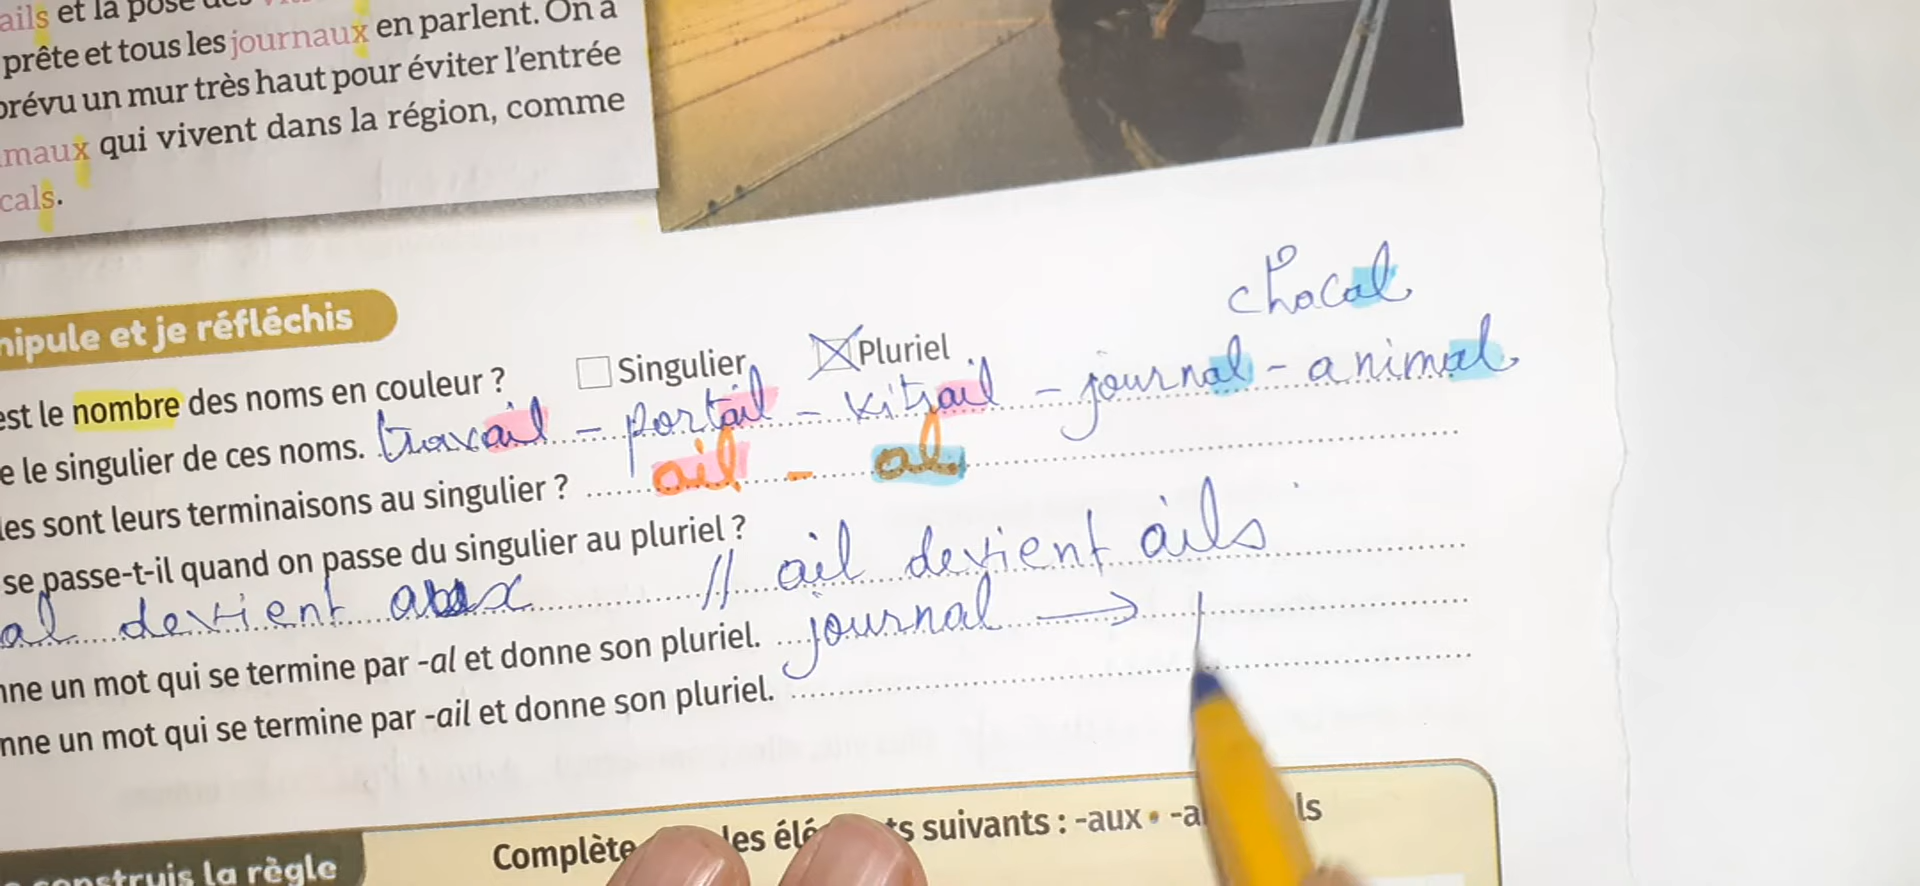 ails et la pose des
prête et tous les journaux en parlent. On a
prévu un mur très haut pour éviter l'entrée
maux qui vivent dans la région, comme
cals.
nipule et je réfléchis
chacal
est le nombre des noms en couleur ? Singulier Pluriel
e le singulier de ces noms. travail - portail - vitrail - journal - animal
les sont leurs terminaisons au singulier ? ail - al
se passe-t-il quand on passe du singulier au pluriel ?
al devient aux // ail devient ails
nne un mot qui se termine par -al et donne son pluriel. journal →
nne un mot qui se termine par -ail et donne son pluriel.
construis la règle
Complète les élé ts suivants : -aux • -a ls